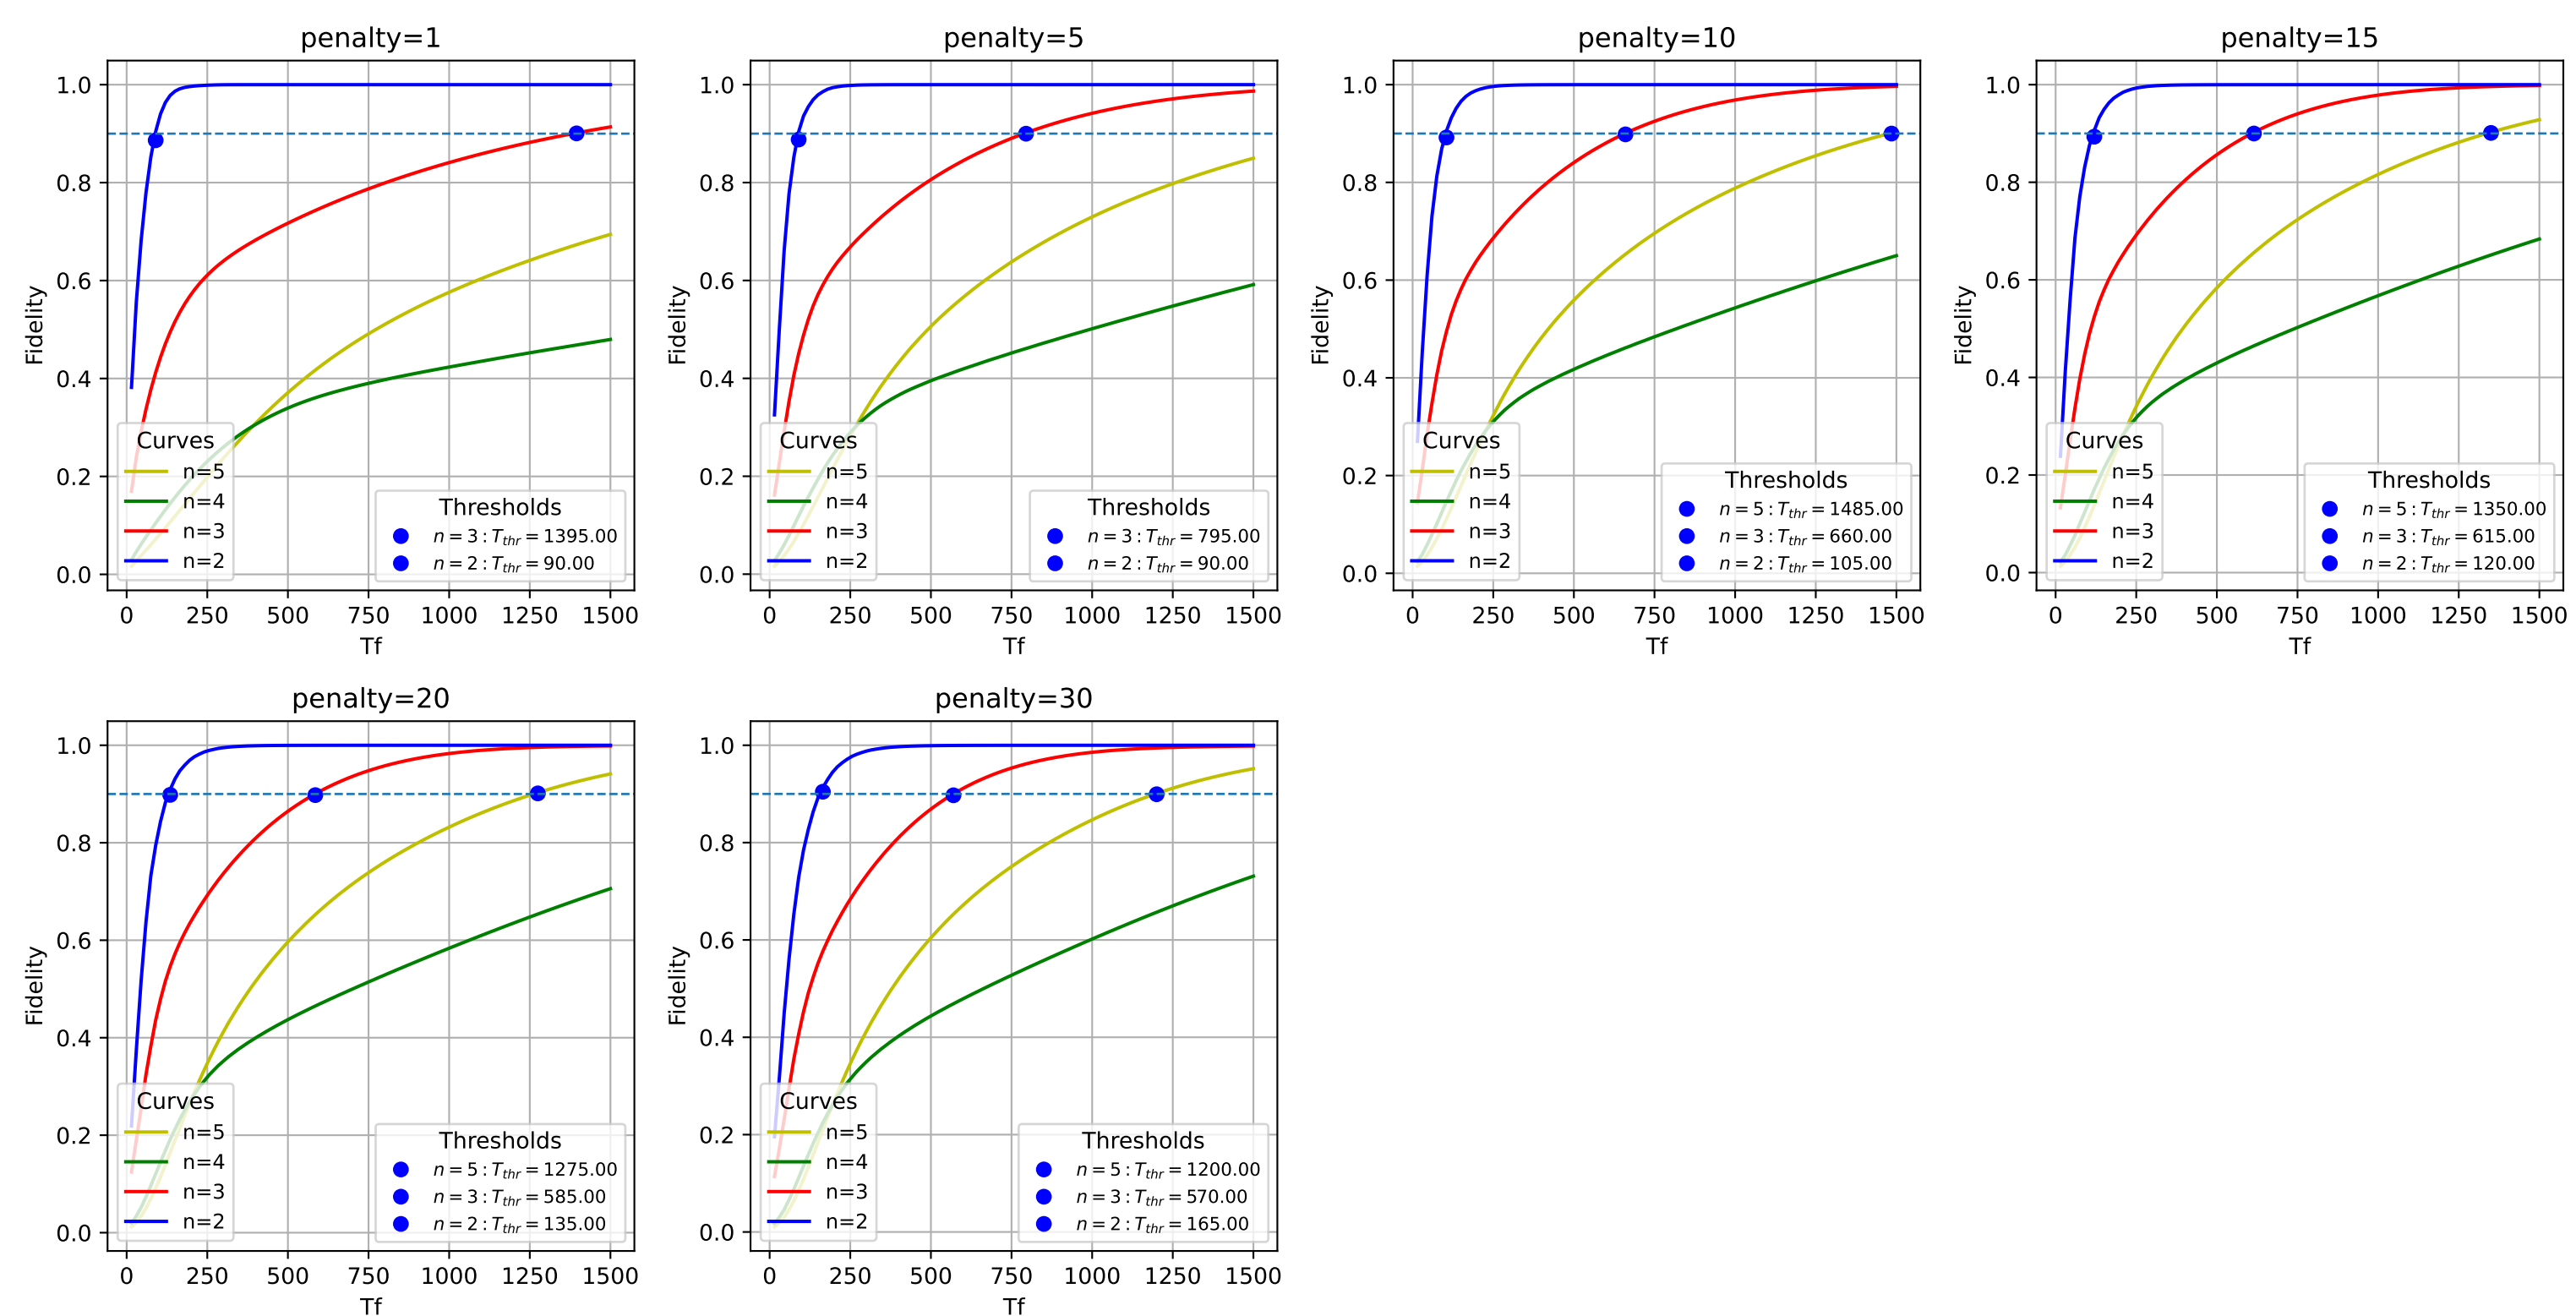 penalty=1
1.0
0.8
0.6
0.4
0.2
0.0
Fidelity
Curves
n=5
n=4
n=3
n=2
Thresholds
n = 3 : T_thr = 1395.00
n = 2 : T_thr = 90.00
0 250 500 750 1000 1250 1500
Tf
penalty=5
1.0
0.8
0.6
0.4
0.2
0.0
Fidelity
Curves
n=5
n=4
n=3
n=2
Thresholds
n = 3 : T_thr = 795.00
n = 2 : T_thr = 90.00
0 250 500 750 1000 1250 1500
Tf
penalty=10
1.0
0.8
0.6
0.4
0.2
0.0
Fidelity
Curves
n=5
n=4
n=3
n=2
Thresholds
n = 5 : T_thr = 1485.00
n = 3 : T_thr = 660.00
n = 2 : T_thr = 105.00
0 250 500 750 1000 1250 1500
Tf
penalty=15
1.0
0.8
0.6
0.4
0.2
0.0
Fidelity
Curves
n=5
n=4
n=3
n=2
Thresholds
n = 5 : T_thr = 1350.00
n = 3 : T_thr = 615.00
n = 2 : T_thr = 120.00
0 250 500 750 1000 1250 1500
Tf
penalty=20
1.0
0.8
0.6
0.4
0.2
0.0
Fidelity
Curves
n=5
n=4
n=3
n=2
Thresholds
n = 5 : T_thr = 1275.00
n = 3 : T_thr = 585.00
n = 2 : T_thr = 135.00
0 250 500 750 1000 1250 1500
Tf
penalty=30
1.0
0.8
0.6
0.4
0.2
0.0
Fidelity
Curves
n=5
n=4
n=3
n=2
Thresholds
n = 5 : T_thr = 1200.00
n = 3 : T_thr = 570.00
n = 2 : T_thr = 165.00
0 250 500 750 1000 1250 1500
Tf